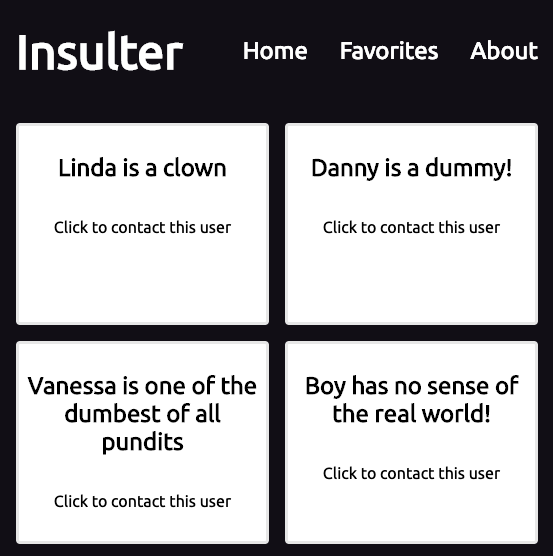 Insulter
Home Favorites About
Linda is a clown
Click to contact this user
Danny is a dummy!
Click to contact this user
Vanessa is one of the
dumbest of all
pundits
Click to contact this user
Boy has no sense of
the real world!
Click to contact this user